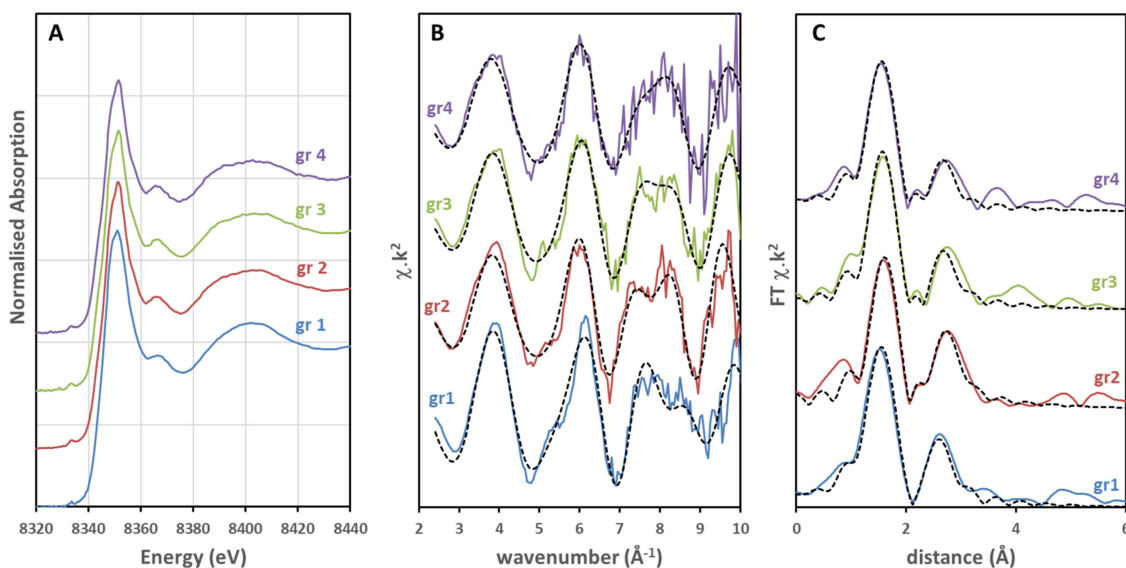 A
Normalised Absorption
gr 4
gr 3
gr 2
gr 1
8320 8340 8360 8380 8400 8420 8440
Energy (eV)
B
χ.k²
gr4
gr3
gr2
gr1
2 3 4 5 6 7 8 9 10
wavenumber (Å⁻¹)
C
FT χ.k²
gr4
gr3
gr2
gr1
0 2 4 6
distance (Å)